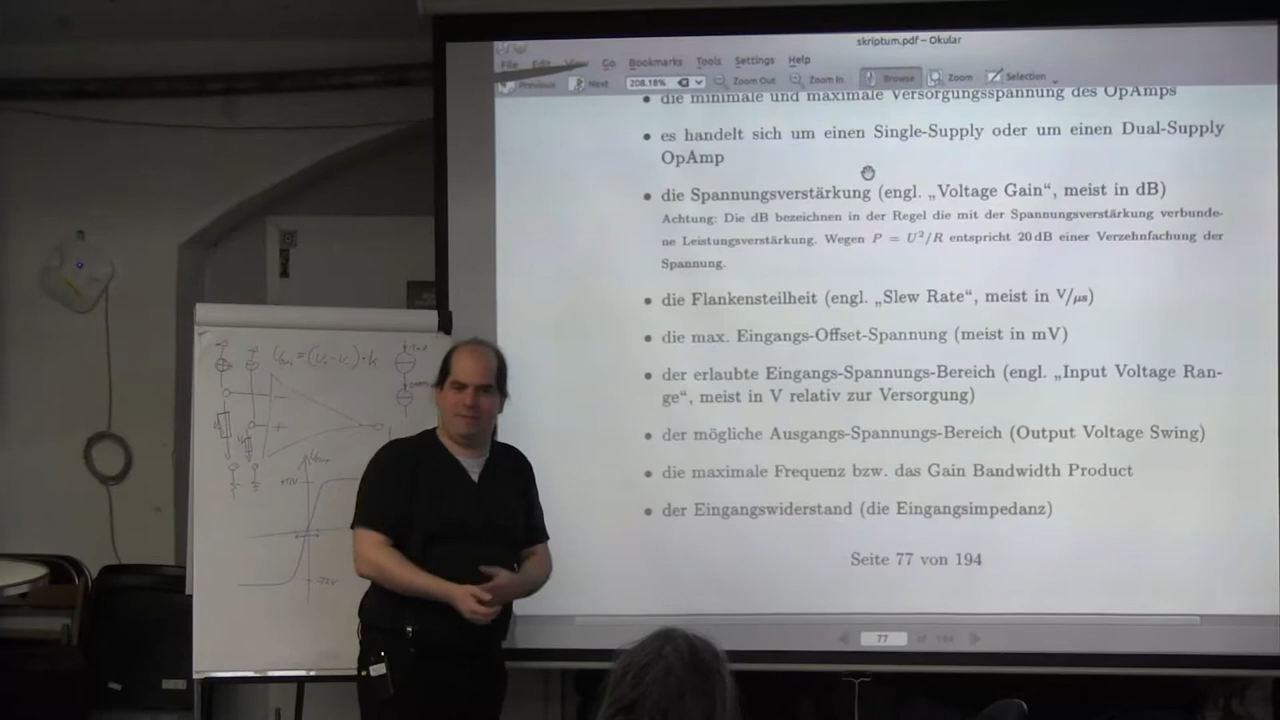 skriptum.pdf – Okular
File Edit View Go Bookmarks Tools Settings Help
Previous Next 208.18% Zoom Out Zoom In Browse Zoom Selection
• die minimale und maximale Versorgungsspannung des OpAmps
• es handelt sich um einen Single-Supply oder um einen Dual-Supply
OpAmp
• die Spannungsverstärkung (engl. „Voltage Gain“, meist in dB)
Achtung: Die dB bezeichnen in der Regel die mit der Spannungsverstärkung verbunde-
ne Leistungsverstärkung. Wegen P = U²/R entspricht 20 dB einer Verzehnfachung der
Spannung.
• die Flankensteilheit (engl. „Slew Rate“, meist in V/µs)
• die max. Eingangs-Offset-Spannung (meist in mV)
• der erlaubte Eingangs-Spannungs-Bereich (engl. „Input Voltage Ran-
ge“, meist in V relativ zur Versorgung)
• der mögliche Ausgangs-Spannungs-Bereich (Output Voltage Swing)
• die maximale Frequenz bzw. das Gain Bandwidth Product
• der Eingangswiderstand (die Eingangsimpedanz)
Seite 77 von 194
77 of 194
+12V
-12V